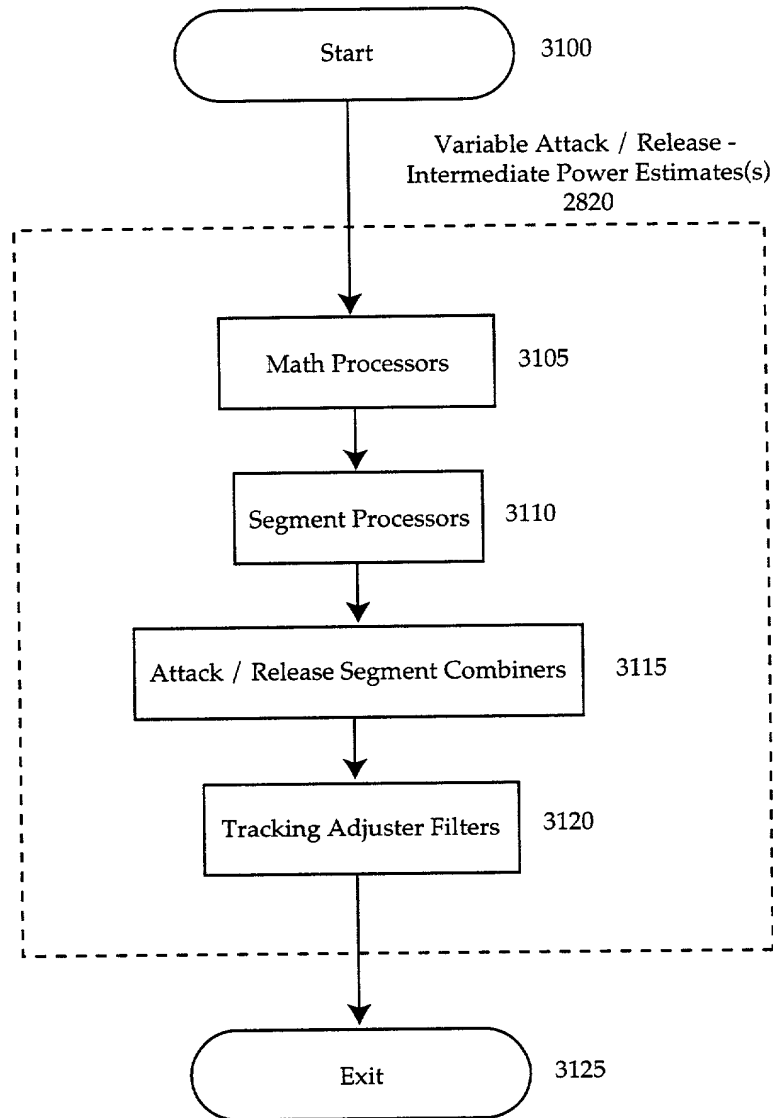 Start 3100
Variable Attack / Release -
Intermediate Power Estimates(s)
2820
Math Processors 3105
Segment Processors 3110
Attack / Release Segment Combiners 3115
Tracking Adjuster Filters 3120
Exit 3125